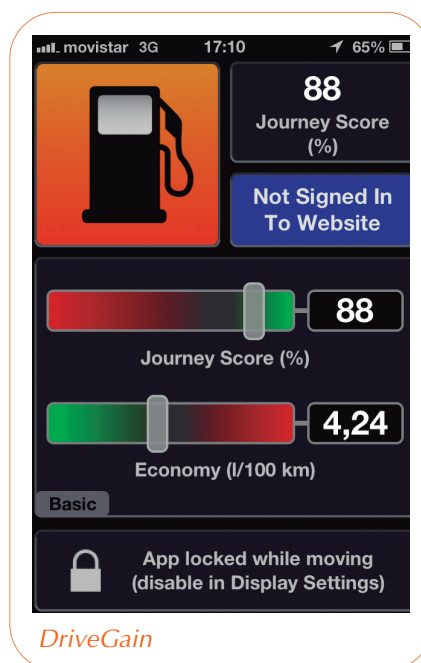 movistar 3G 17:10 65%
88
Journey Score
(%)
Not Signed In
To Website
88
Journey Score (%)
4,24
Economy (l/100 km)
Basic
App locked while moving
(disable in Display Settings)
DriveGain